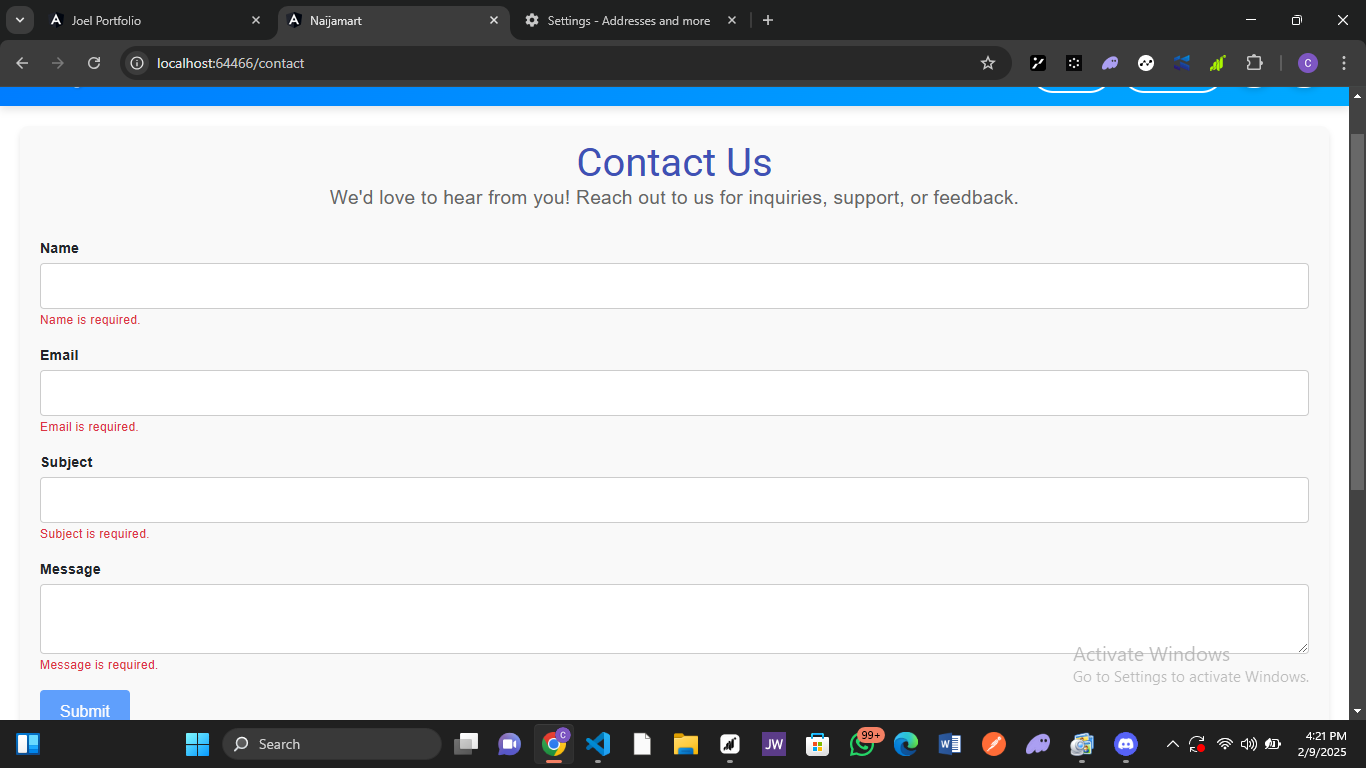 Joel Portfolio
Naijamart
Settings - Addresses and more
localhost:64466/contact
C
Contact Us
We'd love to hear from you! Reach out to us for inquiries, support, or feedback.
Name
Name is required.
Email
Email is required.
Subject
Subject is required.
Message
Message is required.
Activate Windows
Go to Settings to activate Windows.
Submit
Search
C
JW
99+
W
4:21 PM
2/9/2025